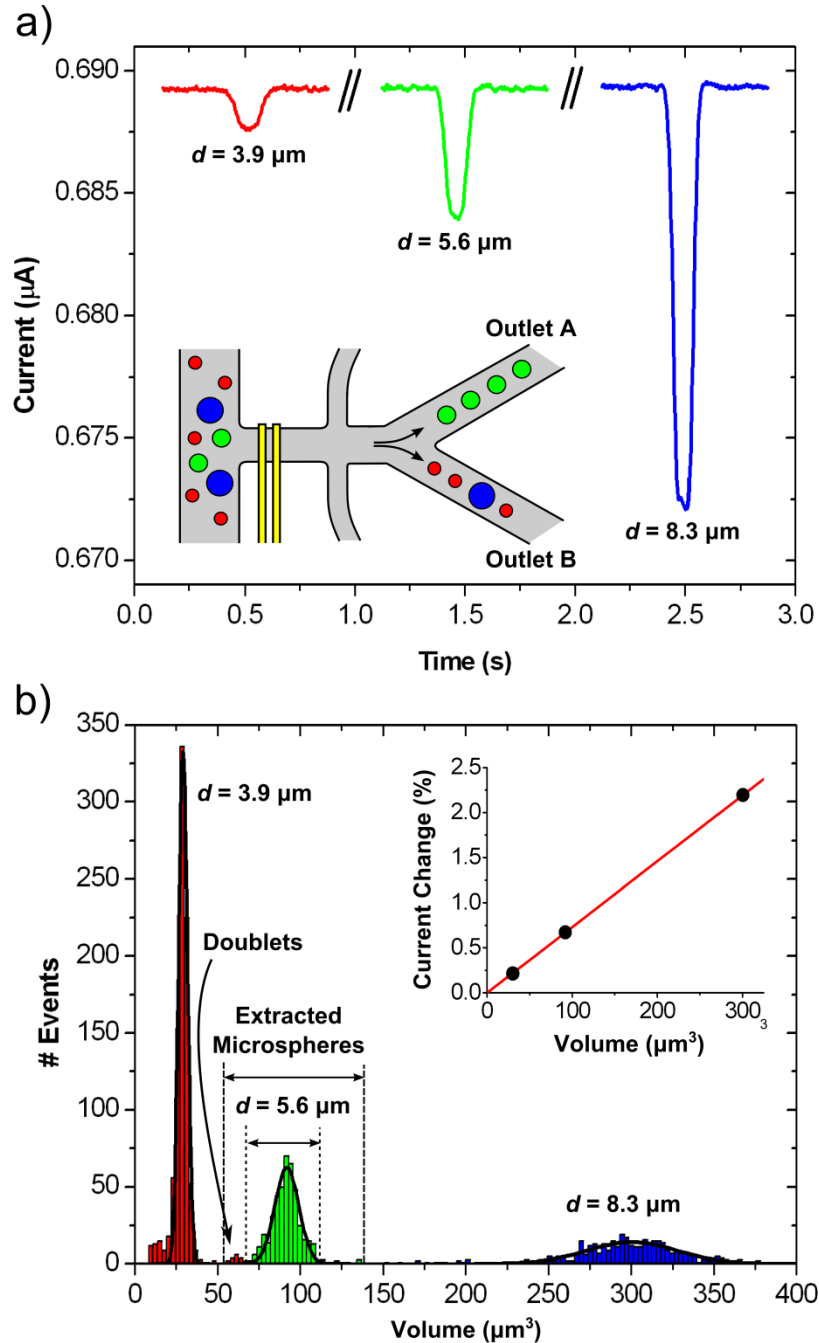 a)
0.690
0.685
0.680
0.675
0.670
Current (µA)
d = 3.9 µm
d = 5.6 µm
d = 8.3 µm
Outlet A
Outlet B
0.0 0.5 1.0 1.5 2.0 2.5 3.0
Time (s)
b)
350
300
250
200
150
100
50
0
# Events
d = 3.9 µm
Doublets
Extracted
Microspheres
d = 5.6 µm
d = 8.3 µm
2.5
2.0
1.5
1.0
0.5
0.0
Current Change (%)
0 100 200 300
3
Volume (µm³)
0 50 100 150 200 250 300 350 400
Volume (µm³)